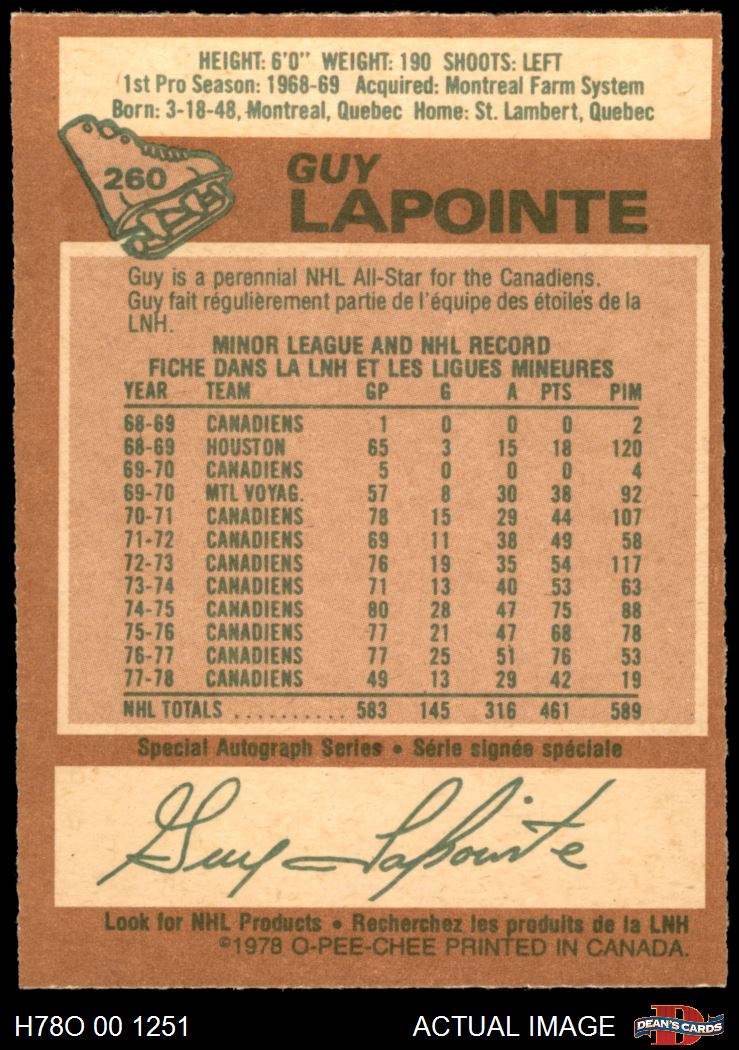 HEIGHT: 6'0" WEIGHT: 190 SHOOTS: LEFT
1st Pro Season: 1968-69 Acquired: Montreal Farm System
Born: 3-18-48, Montreal, Quebec Home: St. Lambert, Quebec
260
GUY
LAPOINTE
Guy is a perennial NHL All-Star for the Canadiens.
Guy fait régulièrement partie de l'équipe des étoiles de la
LNH.
MINOR LEAGUE AND NHL RECORD
FICHE DANS LA LNH ET LES LIGUES MINEURES
YEAR TEAM GP G A PTS PIM
68-69 CANADIENS 1 0 0 0 2
68-69 HOUSTON 65 3 15 18 120
69-70 CANADIENS 5 0 0 0 4
69-70 MTL VOYAG. 57 8 30 38 92
70-71 CANADIENS 78 15 29 44 107
71-72 CANADIENS 69 11 38 49 58
72-73 CANADIENS 76 19 35 54 117
73-74 CANADIENS 71 13 40 53 63
74-75 CANADIENS 80 28 47 75 88
75-76 CANADIENS 77 21 47 68 78
76-77 CANADIENS 77 25 51 76 53
77-78 CANADIENS 49 13 29 42 19
NHL TOTALS .......... 583 145 316 461 589
Special Autograph Series • Série signée spéciale
Guy Lapointe
Look for NHL Products • Recherchez les produits de la LNH
©1978 O-PEE-CHEE PRINTED IN CANADA.
H78O 00 1251 ACTUAL IMAGE D DEAN'S CARDS